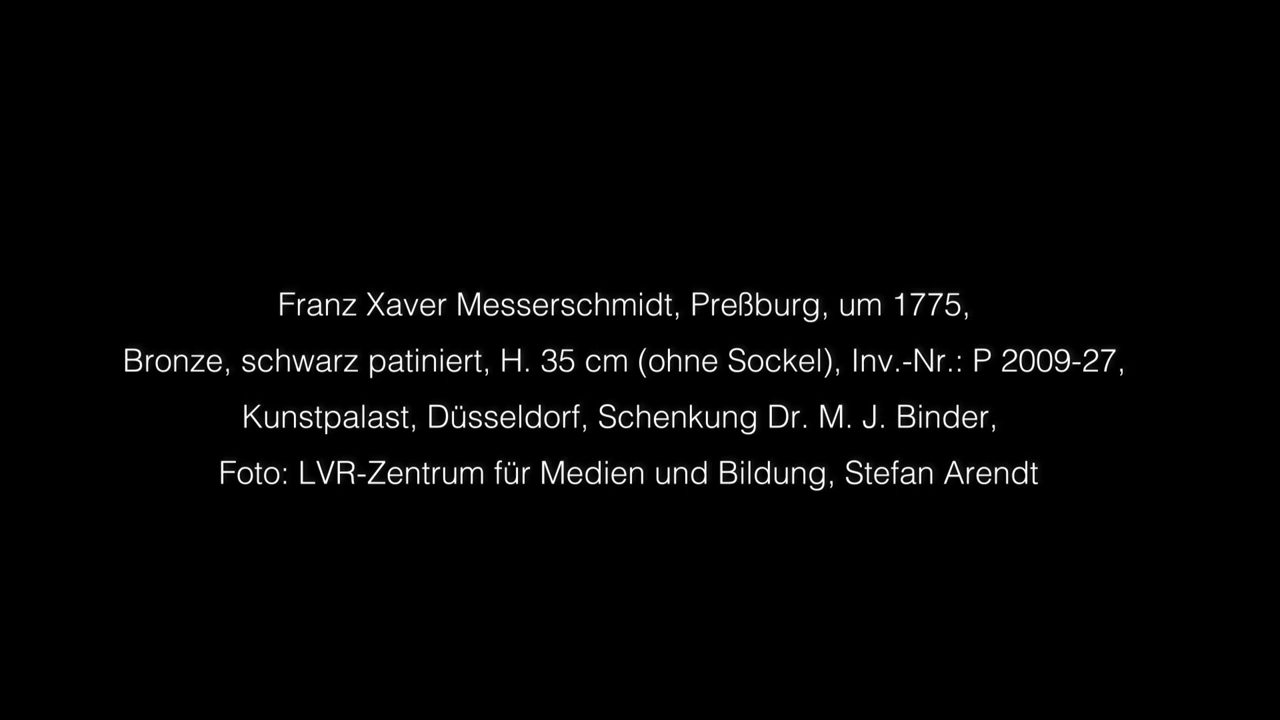 Franz Xaver Messerschmidt, Preßburg, um 1775,
Bronze, schwarz patiniert, H. 35 cm (ohne Sockel), Inv.-Nr.: P 2009-27,
Kunstpalast, Düsseldorf, Schenkung Dr. M. J. Binder,
Foto: LVR-Zentrum für Medien und Bildung, Stefan Arendt